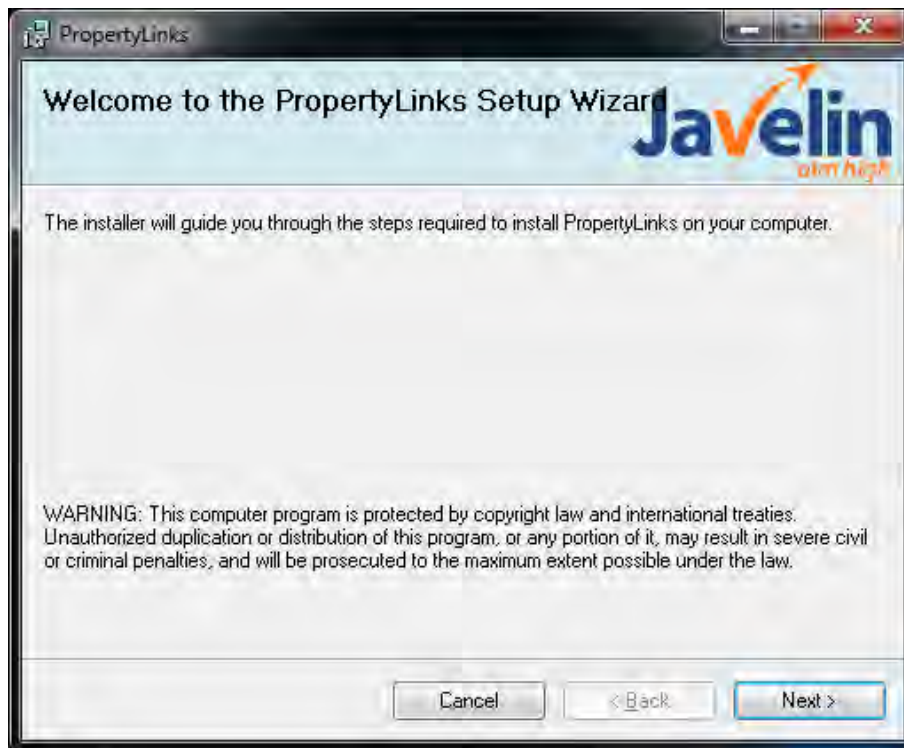 PropertyLinks
Welcome to the PropertyLinks Setup Wizard
Javelin
aim high
The installer will guide you through the steps required to install PropertyLinks on your computer.
WARNING: This computer program is protected by copyright law and international treaties.
Unauthorized duplication or distribution of this program, or any portion of it, may result in severe civil
or criminal penalties, and will be prosecuted to the maximum extent possible under the law.
Cancel
< Back
Next >